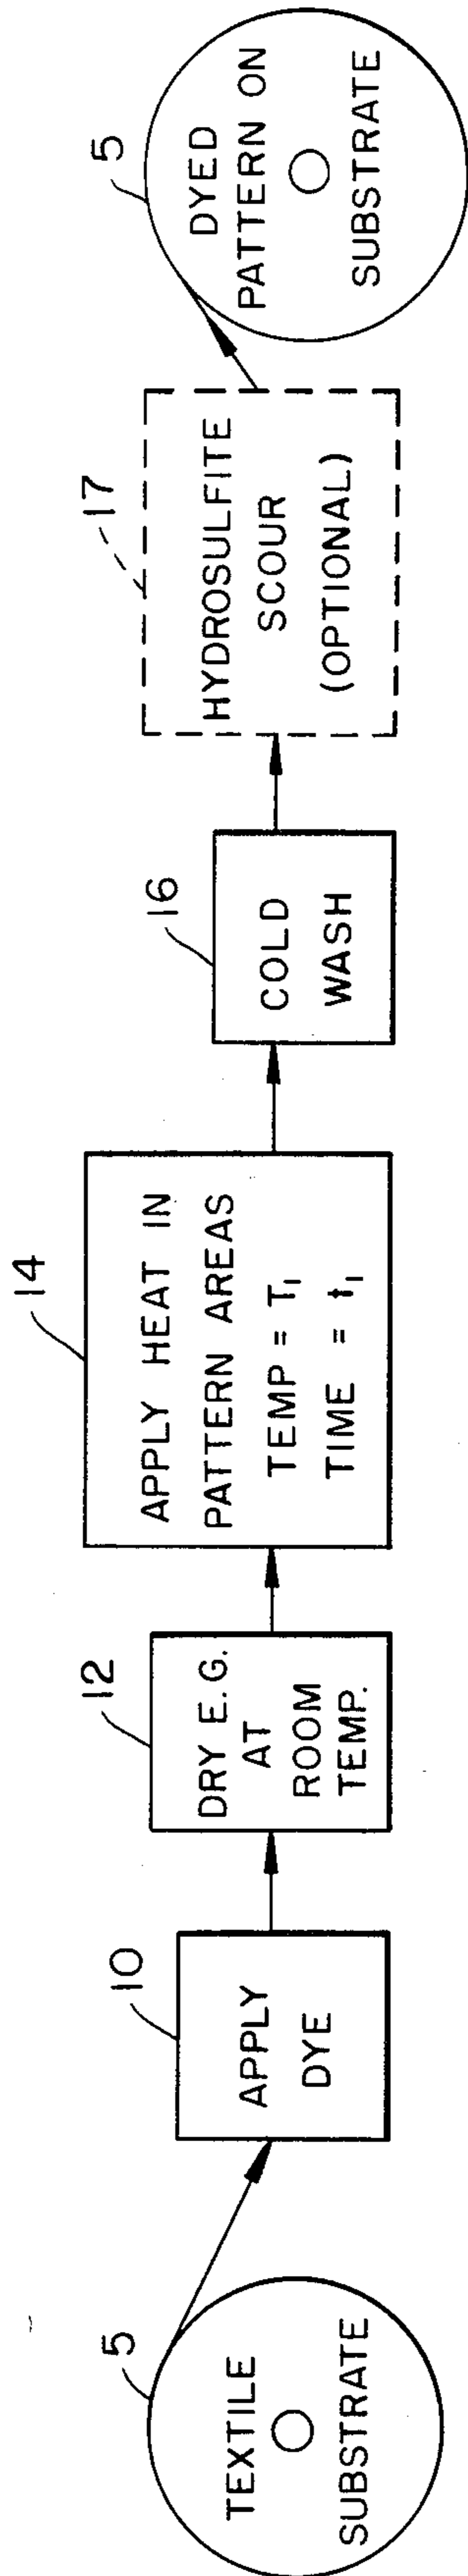 5
TEXTILE
SUBSTRATE
10
APPLY
DYE
12
DRY E.G.
AT
ROOM
TEMP.
14
APPLY HEAT IN
PATTERN AREAS
TEMP = T₁
TIME = t₁
16
COLD
WASH
17
HYDROSULFITE
SCOUR
(OPTIONAL)
5
DYED
PATTERN ON
SUBSTRATE